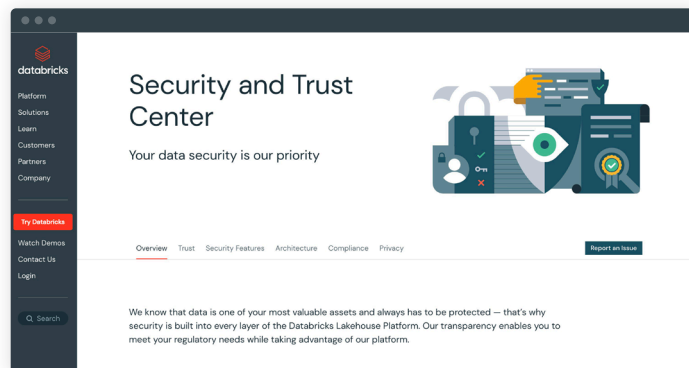 databricks
Platform
Solutions
Learn
Customers
Partners
Company
Try Databricks
Watch Demos
Contact Us
Login
Search
Security and Trust
Center
Your data security is our priority
Overview Trust Security Features Architecture Compliance Privacy
Report an Issue
We know that data is one of your most valuable assets and always has to be protected — that’s why
security is built into every layer of the Databricks Lakehouse Platform. Our transparency enables you to
meet your regulatory needs while taking advantage of our platform.